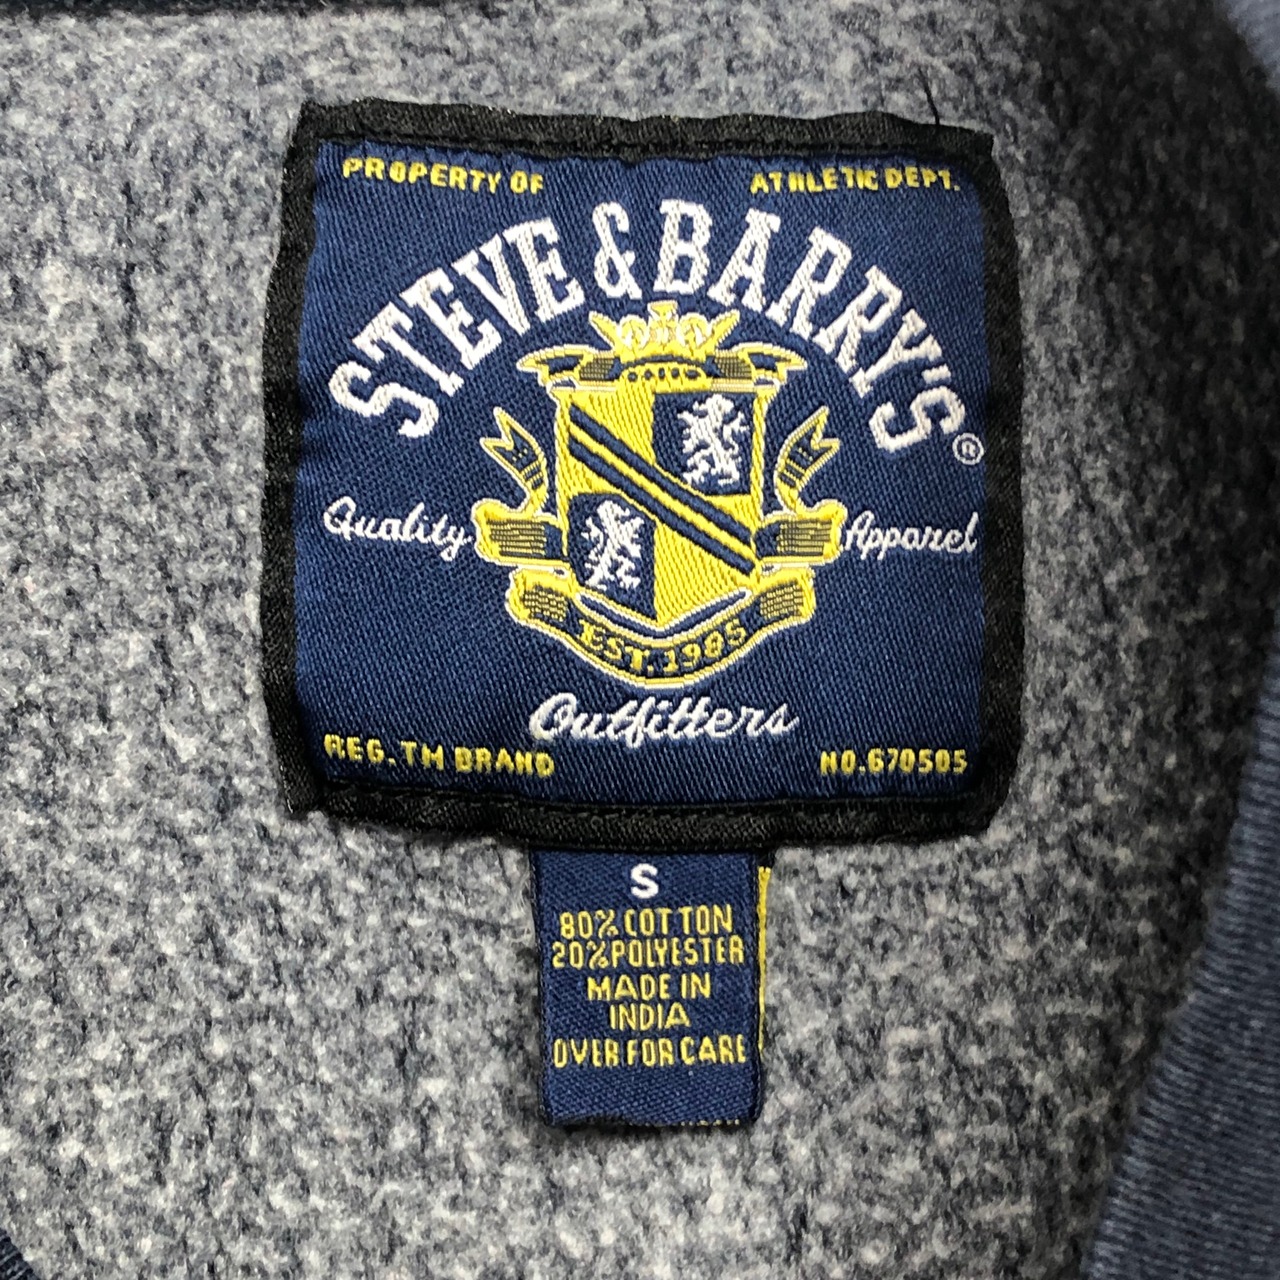 PROPERTY OF ATHLETIC DEPT.
STEVE & BARRY'S®
Quality Apparel
EST. 1985
Outfitters
REG. TM BRAND NO.670505
S
80% COTTON
20% POLYESTER
MADE IN
INDIA
OVER FOR CARE